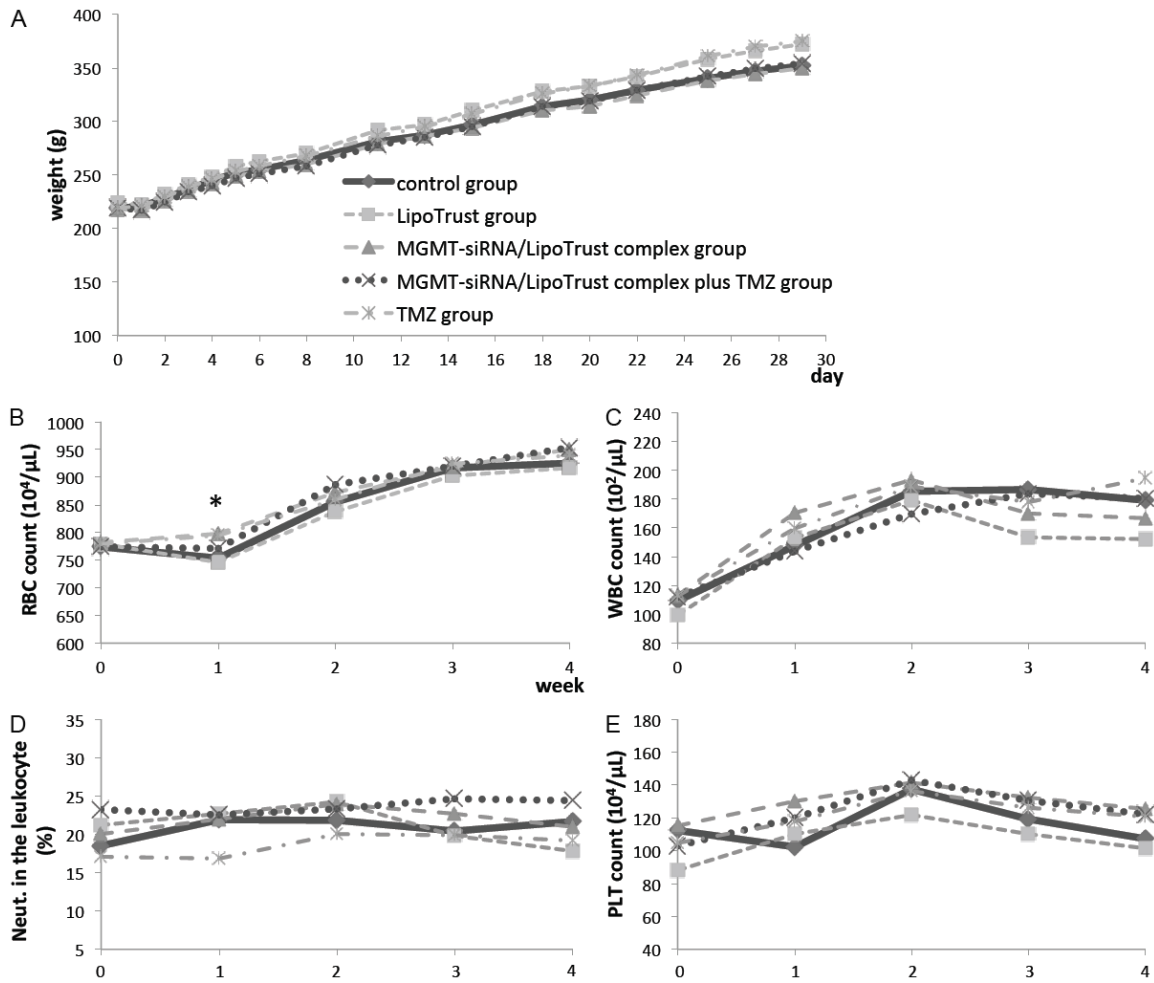 A
400
350
300
250
200
150
100
weight (g)
control group
LipoTrust group
MGMT-siRNA/LipoTrust complex group
MGMT-siRNA/LipoTrust complex plus TMZ group
TMZ group
0 2 4 6 8 10 12 14 16 18 20 22 24 26 28 30
day
B
1000
950
900
850
800
750
700
650
600
RBC count (10⁴/μL)
*
0 1 2 3 4
week
C
240
220
200
180
160
140
120
100
80
WBC count (10²/μL)
0 1 2 3 4
D
35
30
25
20
15
10
5
Neut. in the leukocyte
(%)
0 1 2 3 4
E
180
160
140
120
100
80
60
40
PLT count (10⁴/μL)
0 1 2 3 4